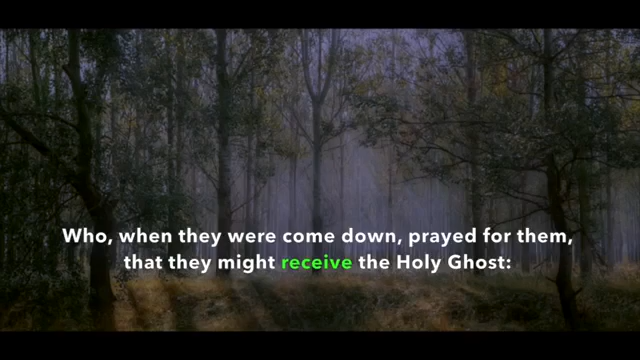 Who, when they were come down, prayed for them,
that they might receive the Holy Ghost: